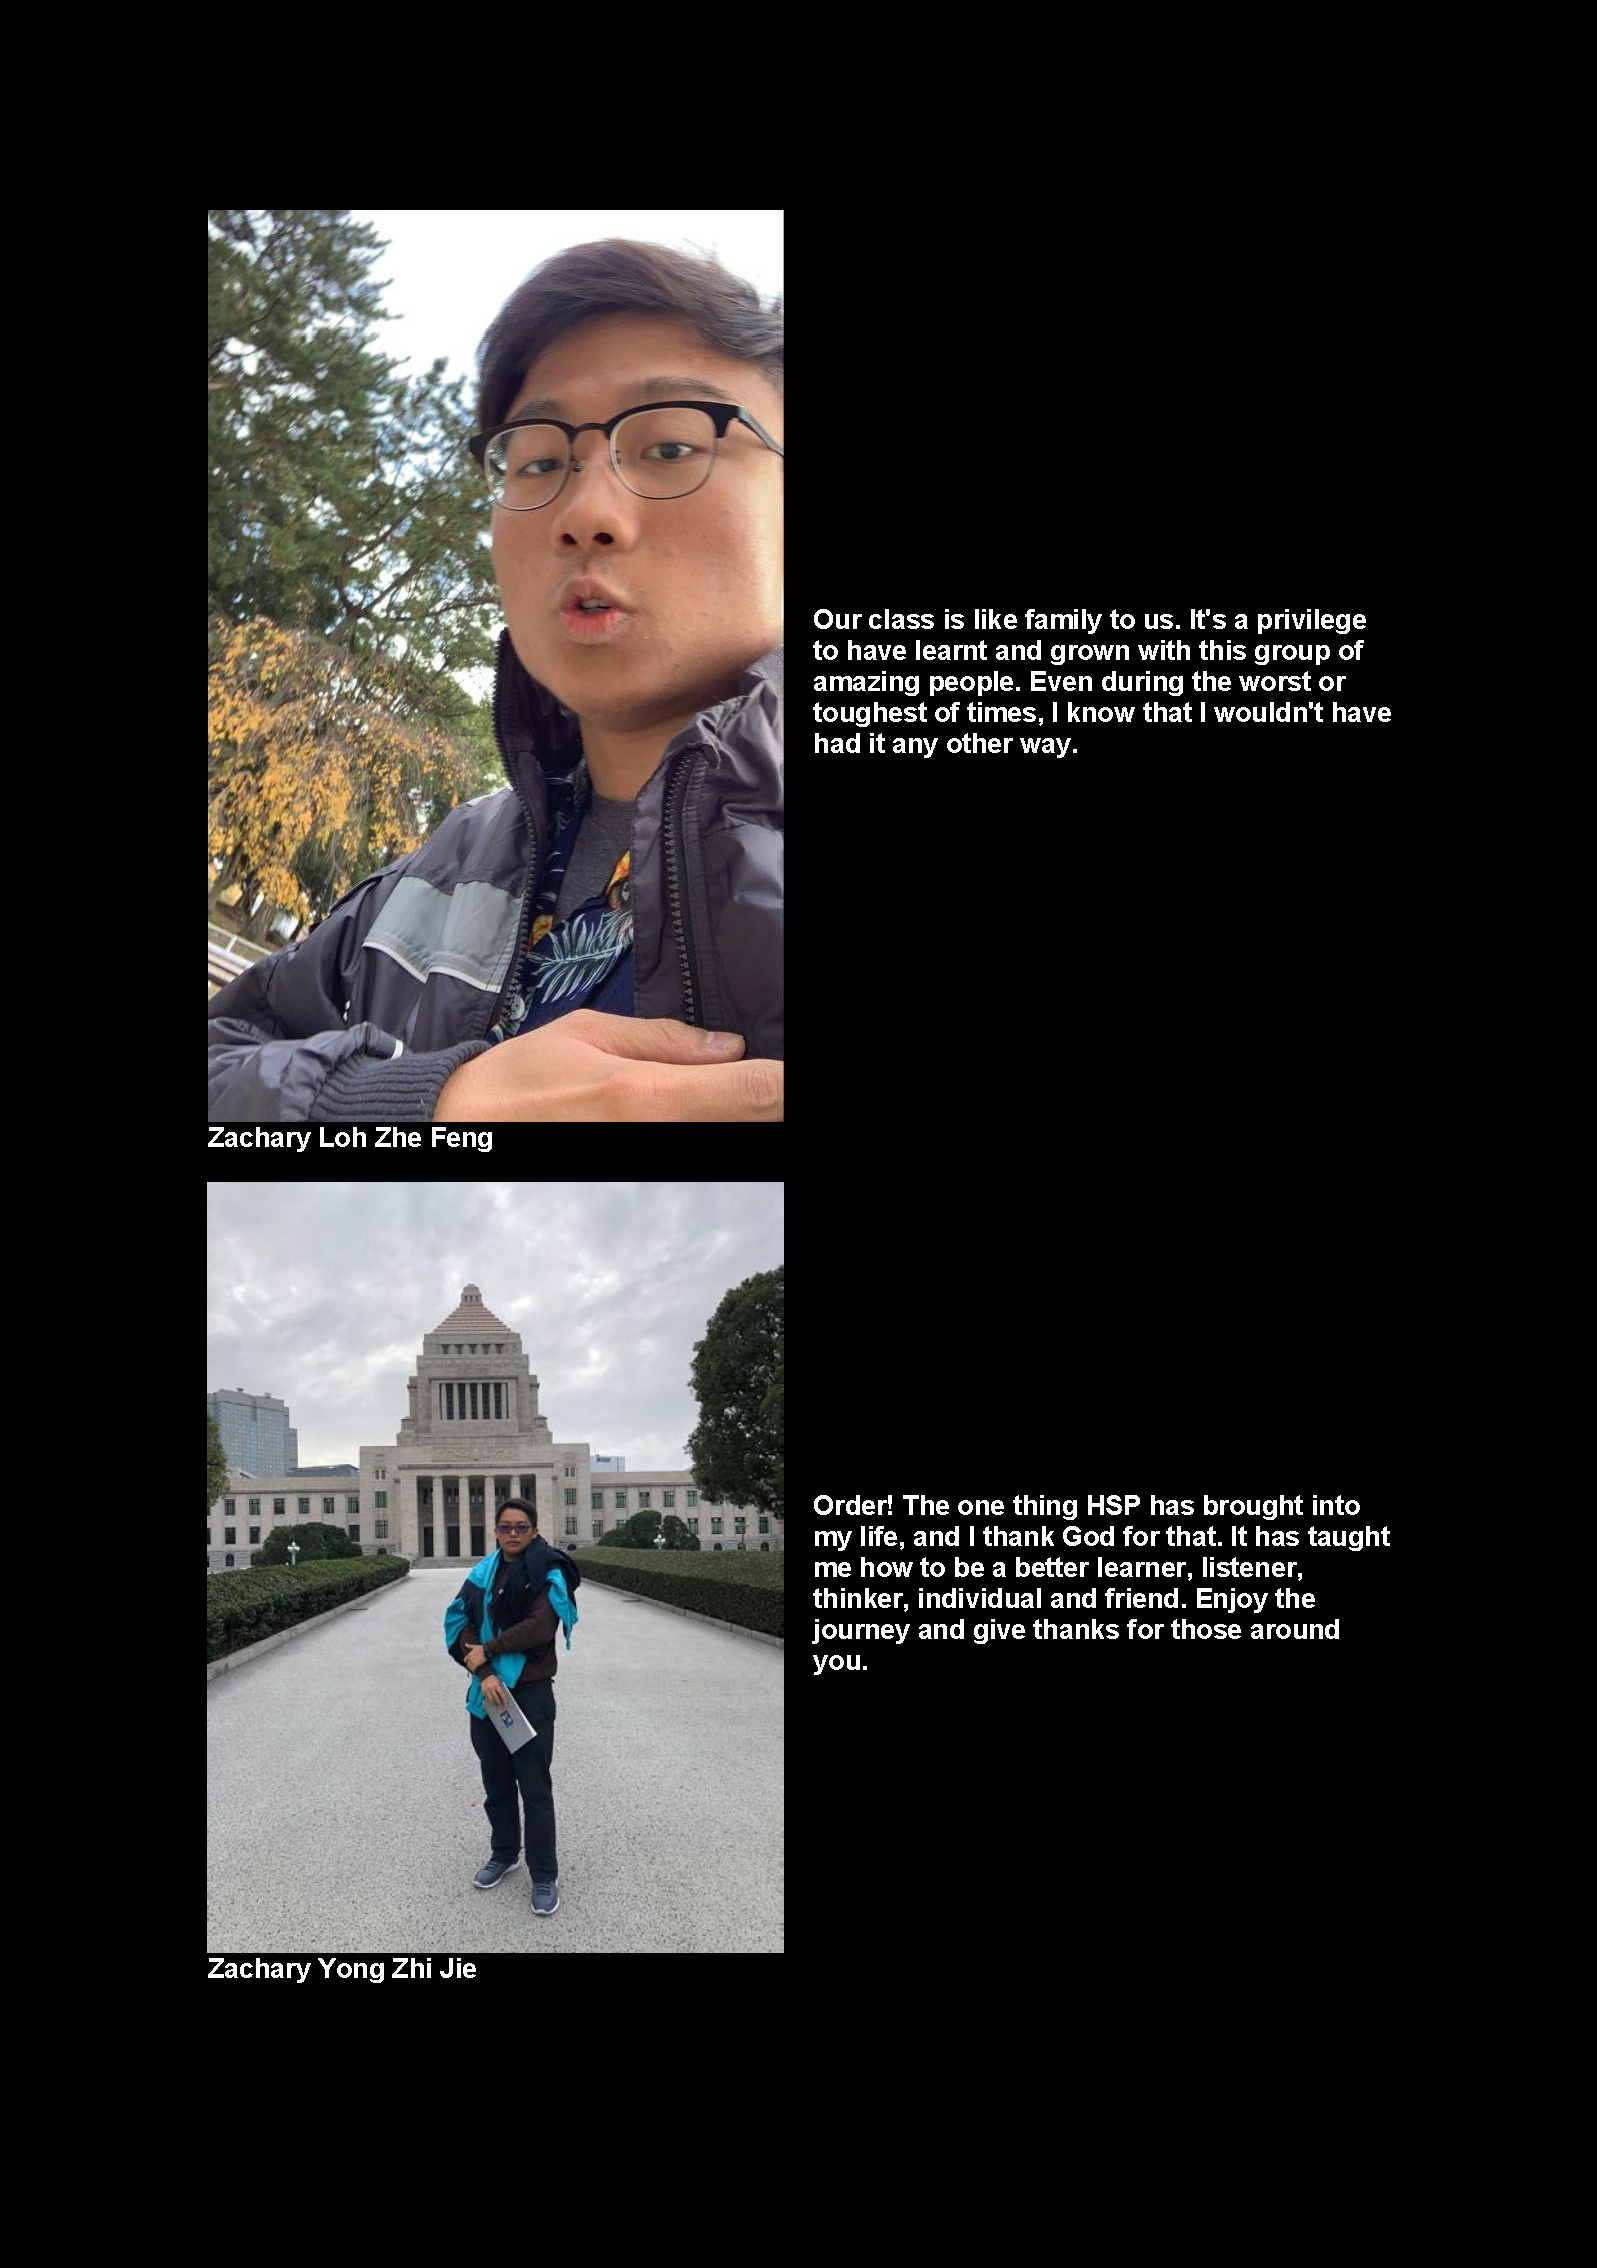 Our class is like family to us. It's a privilege
to have learnt and grown with this group of
amazing people. Even during the worst or
toughest of times, I know that I wouldn't have
had it any other way.
Zachary Loh Zhe Feng
Order! The one thing HSP has brought into
my life, and I thank God for that. It has taught
me how to be a better learner, listener,
thinker, individual and friend. Enjoy the
journey and give thanks for those around
you.
Zachary Yong Zhi Jie